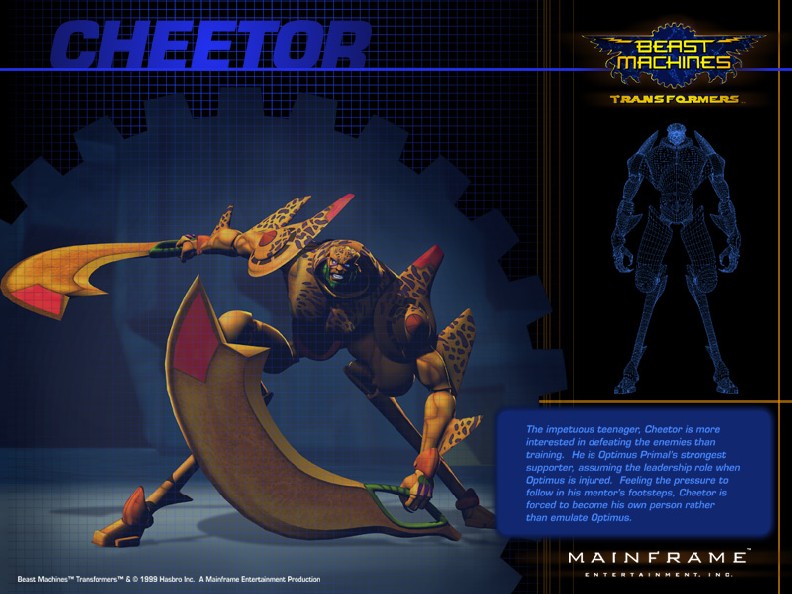 CHEETOR
BEAST
MACHINES
TRANSFORMERS™
The impetuous teenager, Cheetor is more
interested in defeating the enemies than
training. He is Optimus Primal's strongest
supporter, assuming the leadership role when
Optimus is injured. Feeling the pressure to
follow in his mentor's footsteps, Cheetor is
forced to become his own person rather
than emulate Optimus.
MAINFRAME™
ENTERTAINMENT, INC.
Beast Machines™ Transformers™ & © 1999 Hasbro Inc. A Mainframe Entertainment Production